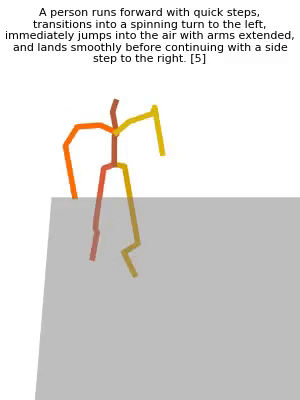 A person runs forward with quick steps,
transitions into a spinning turn to the left,
immediately jumps into the air with arms extended,
and lands smoothly before continuing with a side
step to the right. [5]